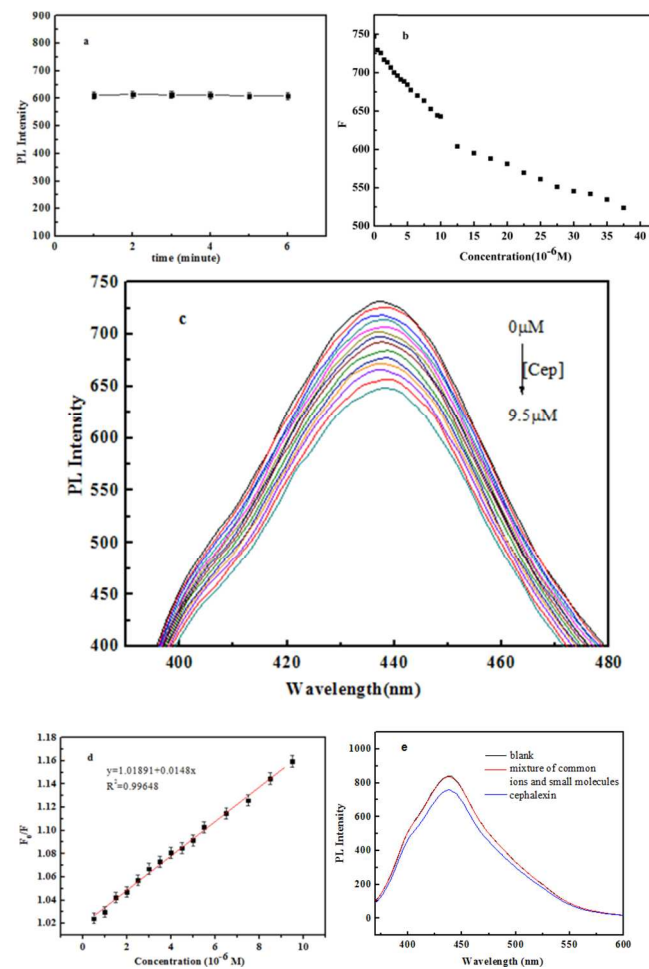 a
900
800
700
600
500
400
300
200
100
PL Intensity
0 2 4 6
time (minute)
b
750
700
650
600
550
500
F
0 5 10 15 20 25 30 35 40
Concentration(10⁻⁶M)
c
750
700
650
600
550
500
450
400
PL Intensity
0μM
[Cep]
9.5μM
400 420 440 460 480
Wavelength(nm)
d
1.18
1.16
1.14
1.12
1.10
1.08
1.06
1.04
1.02
F₀/F
y=1.01891+0.0148x
R²=0.99648
0 2 4 6 8 10
Concentration (10⁻⁶ M)
e
1000
800
600
400
200
0
PL Intensity
blank
mixture of common
ions and small molecules
cephalexin
400 450 500 550 600
Wavelength (nm)